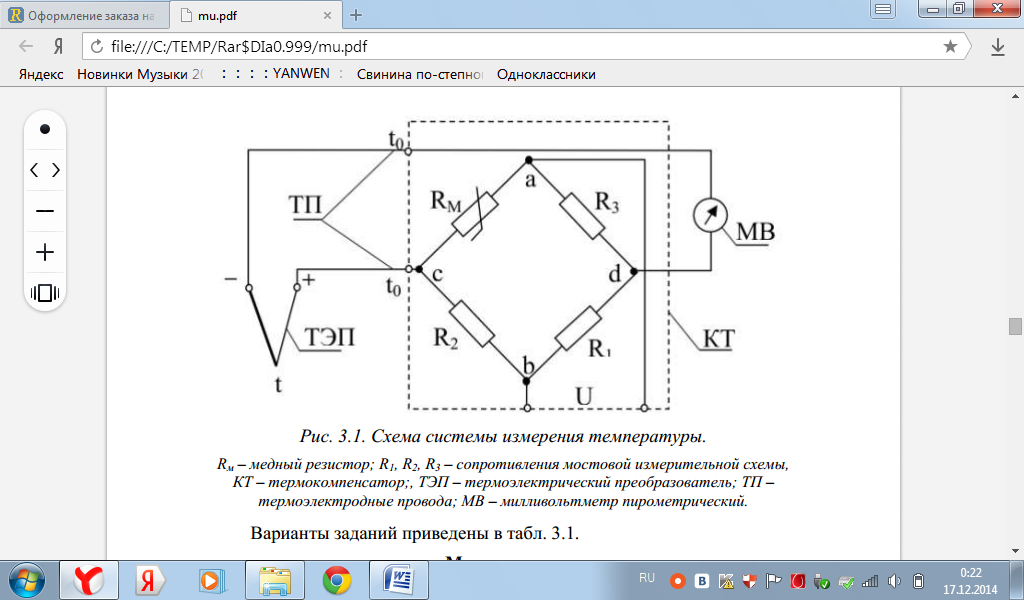 Оформление заказа на
mu.pdf
Я
file:///C:/TEMP/Rar$DIa0.999/mu.pdf
Яндекс Новинки Музыки 20 : : : : YANWEN : Свинина по-степно Одноклассники
t0
a
ТП
RМ
R3
МВ
− + c d
t0
ТЭП
R2
R1
КТ
t
b
U
Рис. 3.1. Схема системы измерения температуры.
Rм – медный резистор; R1, R2, R3 – сопротивления мостовой измерительной схемы,
КТ – термокомпенсатор;, ТЭП – термоэлектрический преобразователь; ТП –
термоэлектродные провода; МВ – милливольтметр пирометрический.
Варианты заданий приведены в табл. 3.1.
RU
0:22
17.12.2014